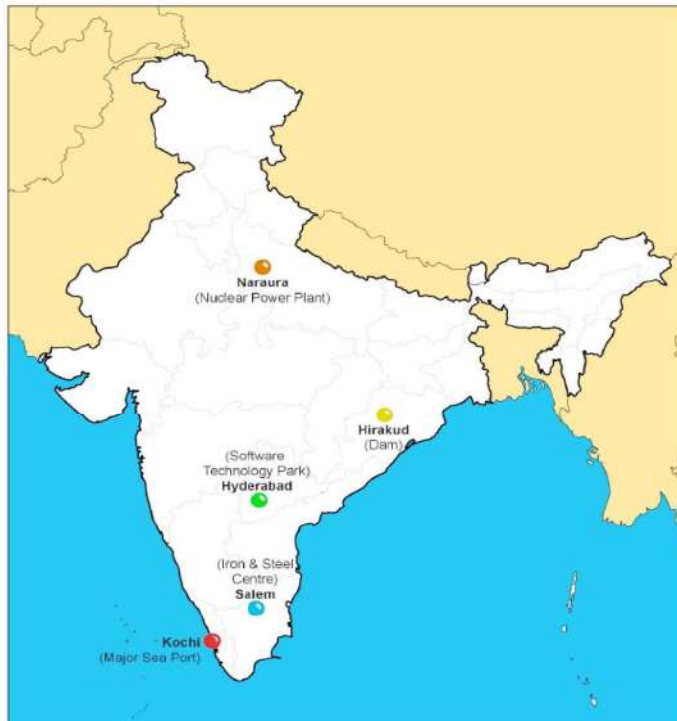 Naraura
(Nuclear Power Plant)
Hirakud
(Dam)
(Software
Technology Park)
Hyderabad
(Iron & Steel
Centre)
Salem
Kochi
(Major Sea Port)